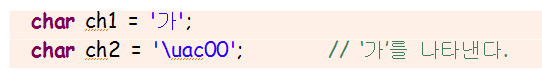 char ch1 = '가';
char ch2 = '\uac00'; // '가'를 나타낸다.